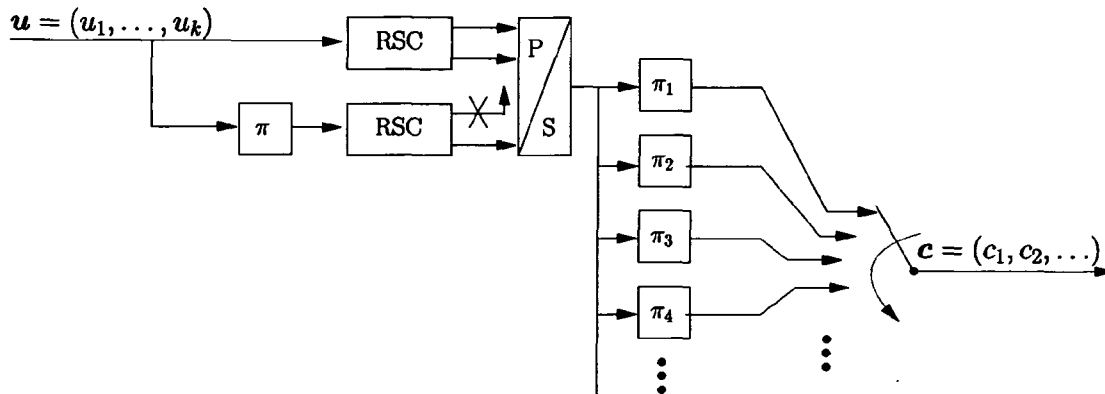 u = (u₁, . . . , uₖ)
RSC
P
S
π
RSC
π₁
π₂
π₃
π₄
c = (c₁, c₂, . . .)